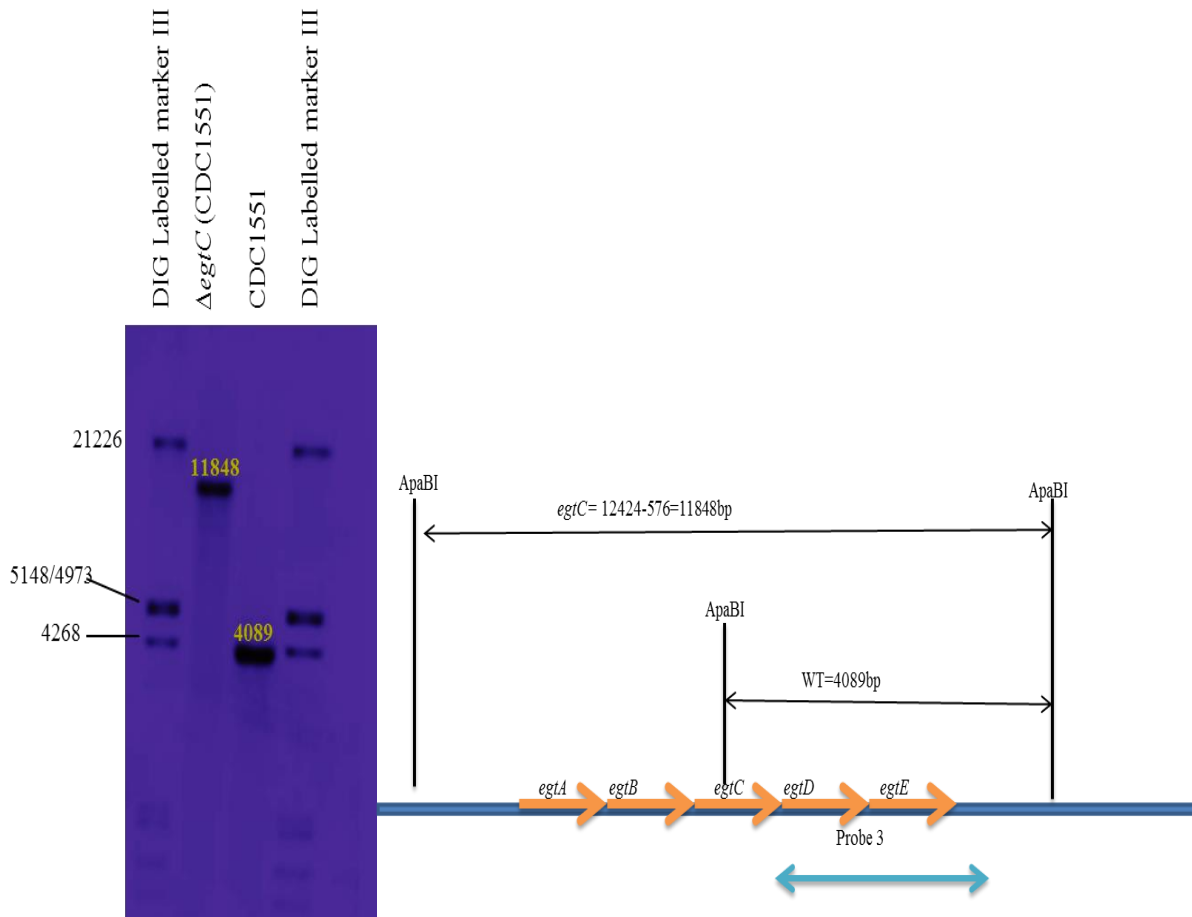 DIG Labelled marker III
ΔegtC (CDC1551)
CDC1551
DIG Labelled marker III
21226
11848
5148/4973
4268
4089
ApaBI
ApaBI
egtC= 12424-576=11848bp
ApaBI
WT=4089bp
egtA
egtB
egtC
egtD
egtE
Probe 3